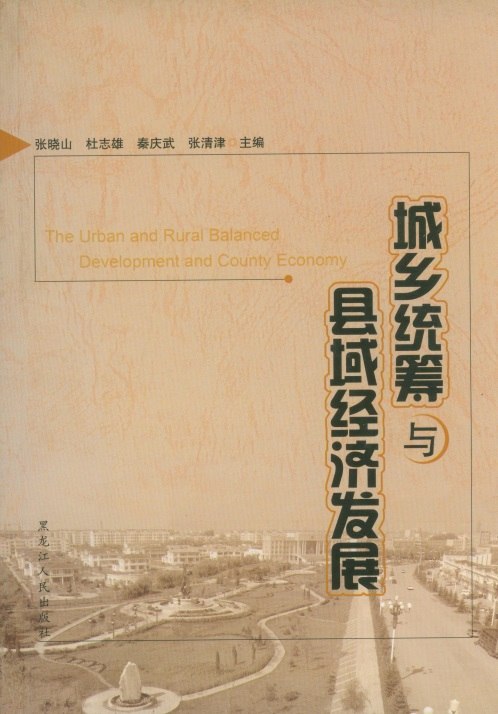 张晓山 杜志雄 秦庆武 张清津 主编
The Urban and Rural Balanced
Development and County Economy
城乡统筹
与
县域经济发展
黑龙江人民出版社